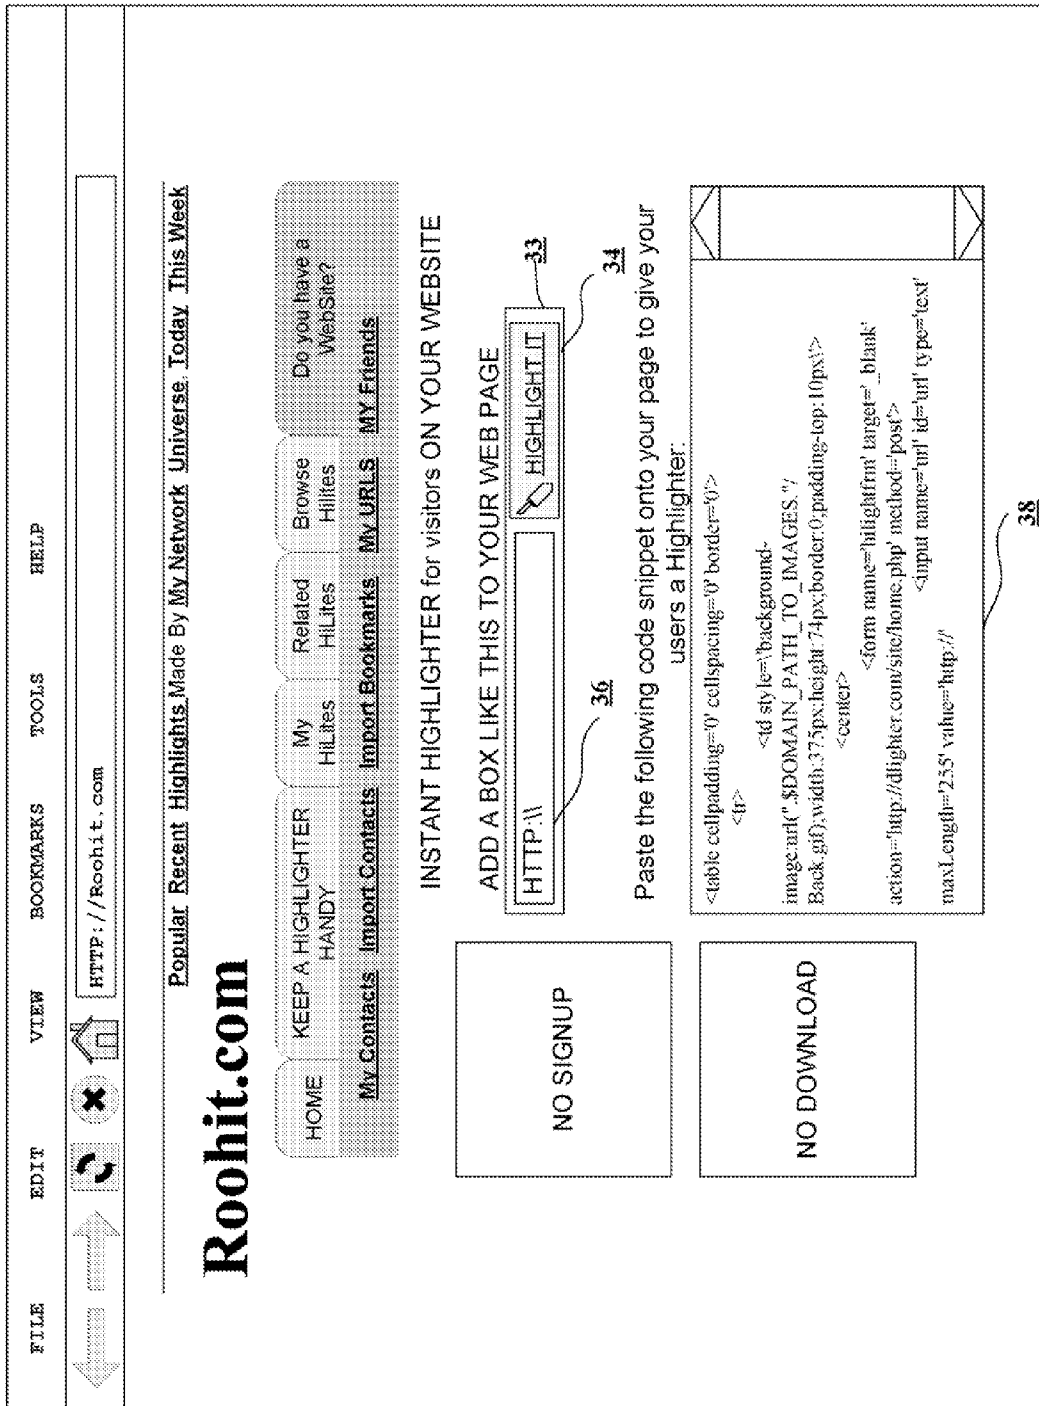 FILE EDIT VIEW BOOKMARKS TOOLS HELP
HTTP://Roohit.com
Popular Recent Highlights Made By My Network Universe, Today This Week
Roohit.com
HOME
KEEP A HIGHLIGHTER
HANDY
My
HiLites
Related
HiLites
Browse
Hilites
Do you have a
WebSite?
My Contacts Import Contacts Import Bookmarks My URLS MY Friends
INSTANT HIGHLIGHTER for visitors ON YOUR WEBSITE
NO SIGNUP
NO DOWNLOAD
ADD A BOX LIKE THIS TO YOUR WEB PAGE
HTTP:\\
HIGHLIGHT IT
33
34
36
Paste the following code snippet onto your page to give your
users a Highlighter:
<table cellpadding='0' cellspacing='0' border='0'>
<tr>
<td style=\'background-
image:url(".$DOMAIN_PATH_TO_IMAGES."/
Back.gif);width:375px;height:74px;border:0;padding-top:10px\'>
<center>
<form name='hilightfrm' target='_blank'
action='http://dlighter.com/site/home.php' method='post'>
<input name='url' id='url' type='text'
maxLength='255' value='http://'
38